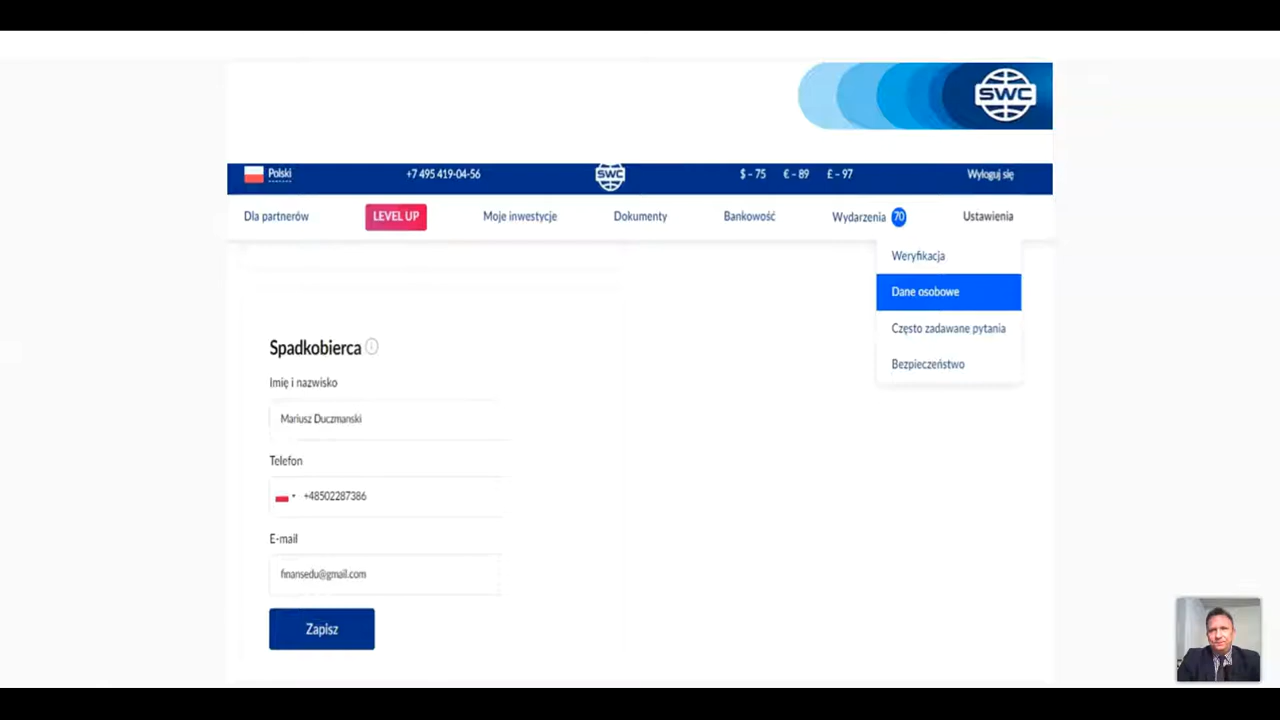 SWC
Polski
+7 495 419-04-56
SWC
$ - 75 € - 89 £ - 97
Wyloguj się
Dla partnerów
LEVEL UP
Moje inwestycje
Dokumenty
Bankowość
Wydarzenia 70
Ustawienia
Weryfikacja
Dane osobowe
Często zadawane pytania
Bezpieczeństwo
Spadkobierca
Imię i nazwisko
Mariusz Duczmanski
Telefon
+48502287386
E-mail
finansedu@gmail.com
Zapisz